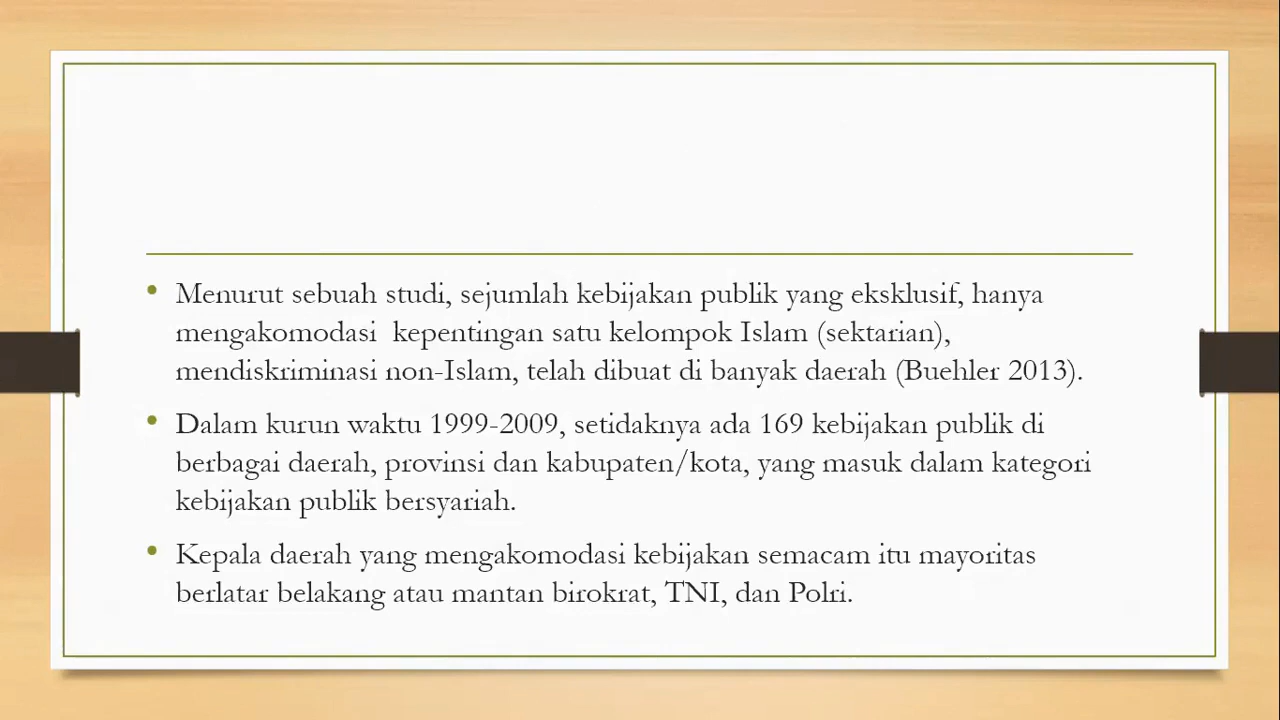 • Menurut sebuah studi, sejumlah kebijakan publik yang eksklusif, hanya
mengakomodasi  kepentingan satu kelompok Islam (sektarian),
mendiskriminasi non-Islam, telah dibuat di banyak daerah (Buehler 2013).
• Dalam kurun waktu 1999-2009, setidaknya ada 169 kebijakan publik di
berbagai daerah, provinsi dan kabupaten/kota, yang masuk dalam kategori
kebijakan publik bersyariah.
• Kepala daerah yang mengakomodasi kebijakan semacam itu mayoritas
berlatar belakang atau mantan birokrat, TNI, dan Polri.